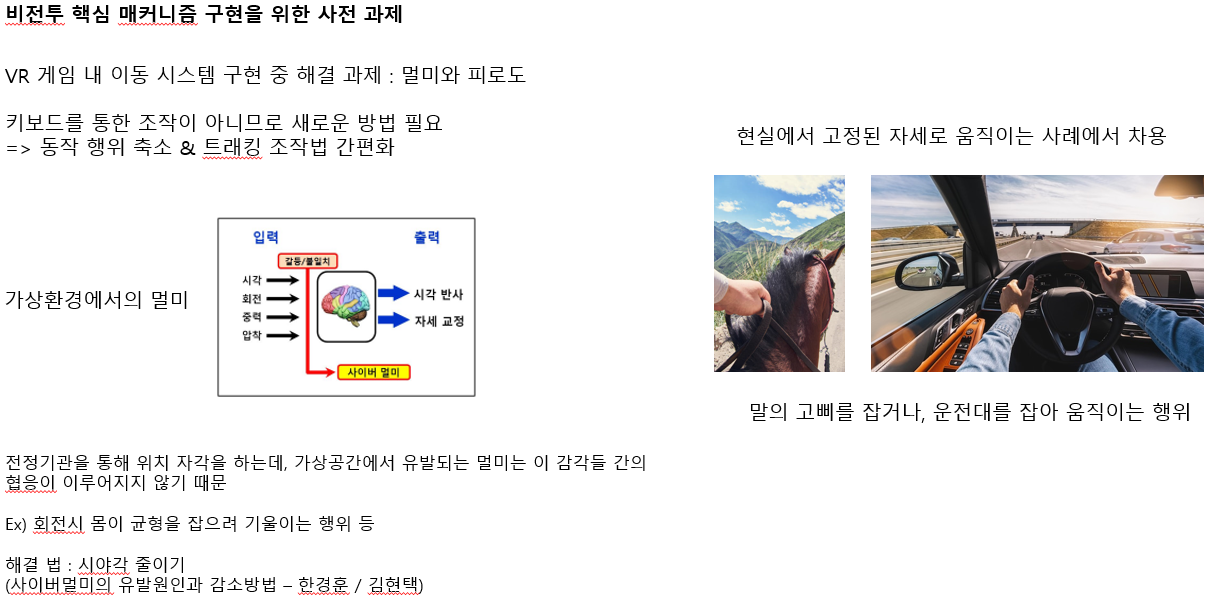 비전투 핵심 매커니즘 구현을 위한 사전 과제
VR 게임 내 이동 시스템 구현 중 해결 과제 : 멀미와 피로도
키보드를 통한 조작이 아니므로 새로운 방법 필요
=> 동작 행위 축소 & 트래킹 조작법 간편화
가상환경에서의 멀미
입력
출력
갈등/불일치
시각
회전
중력
압착
시각 반사
자세 교정
사이버 멀미
전정기관을 통해 위치 자각을 하는데, 가상공간에서 유발되는 멀미는 이 감각들 간의
협응이 이루어지지 않기 때문
Ex) 회전시 몸이 균형을 잡으려 기울이는 행위 등
해결 법 : 시야각 줄이기
(사이버멀미의 유발원인과 감소방법 – 한경훈 / 김현택)
현실에서 고정된 자세로 움직이는 사례에서 차용
말의 고삐를 잡거나, 운전대를 잡아 움직이는 행위